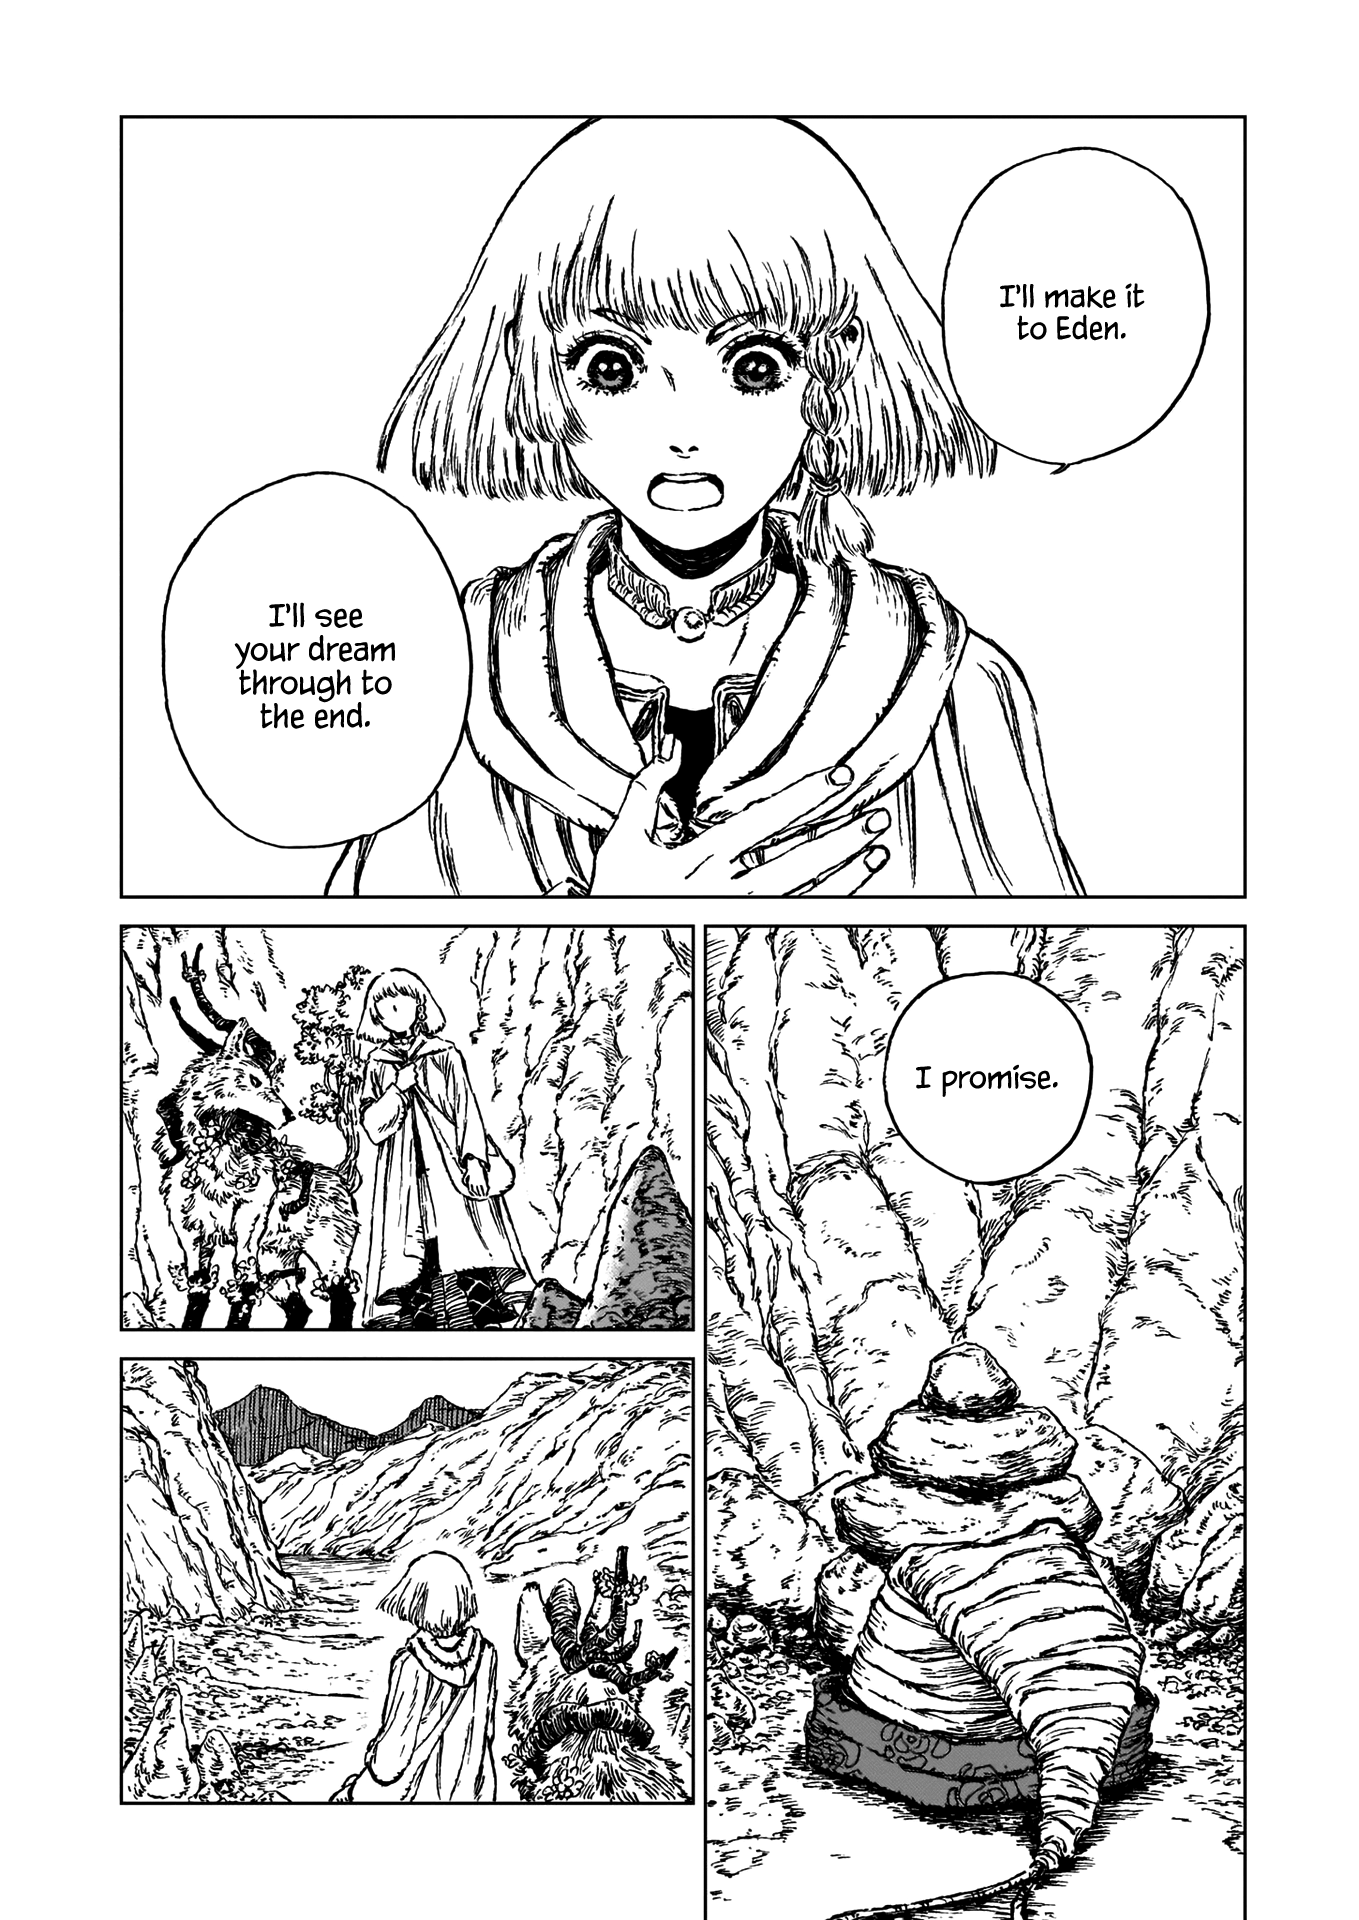 I'll make it
to Eden.
I'll see
your dream
through to
the end.
I promise.